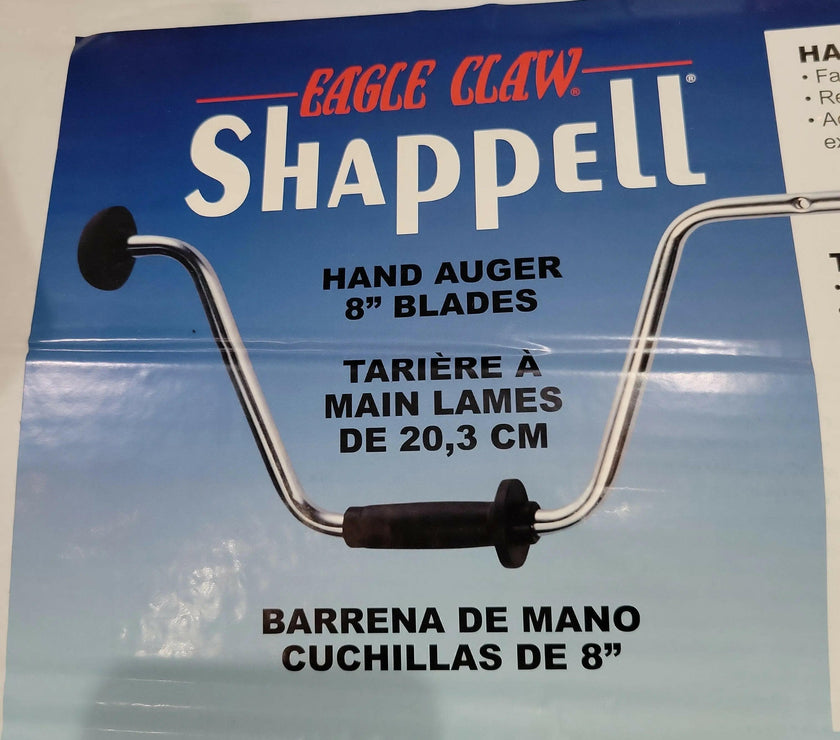 EAGLE CLAW®
SHAPPELL®
HAND AUGER
8” BLADES
TARIÈRE À
MAIN LAMES
DE 20,3 CM
BARRENA DE MANO
CUCHILLAS DE 8”